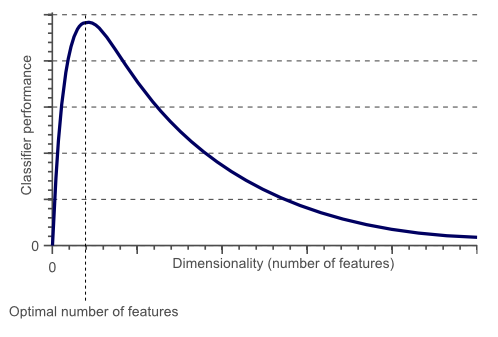 Classifier performance
0
0
Dimensionality (number of features)
Optimal number of features